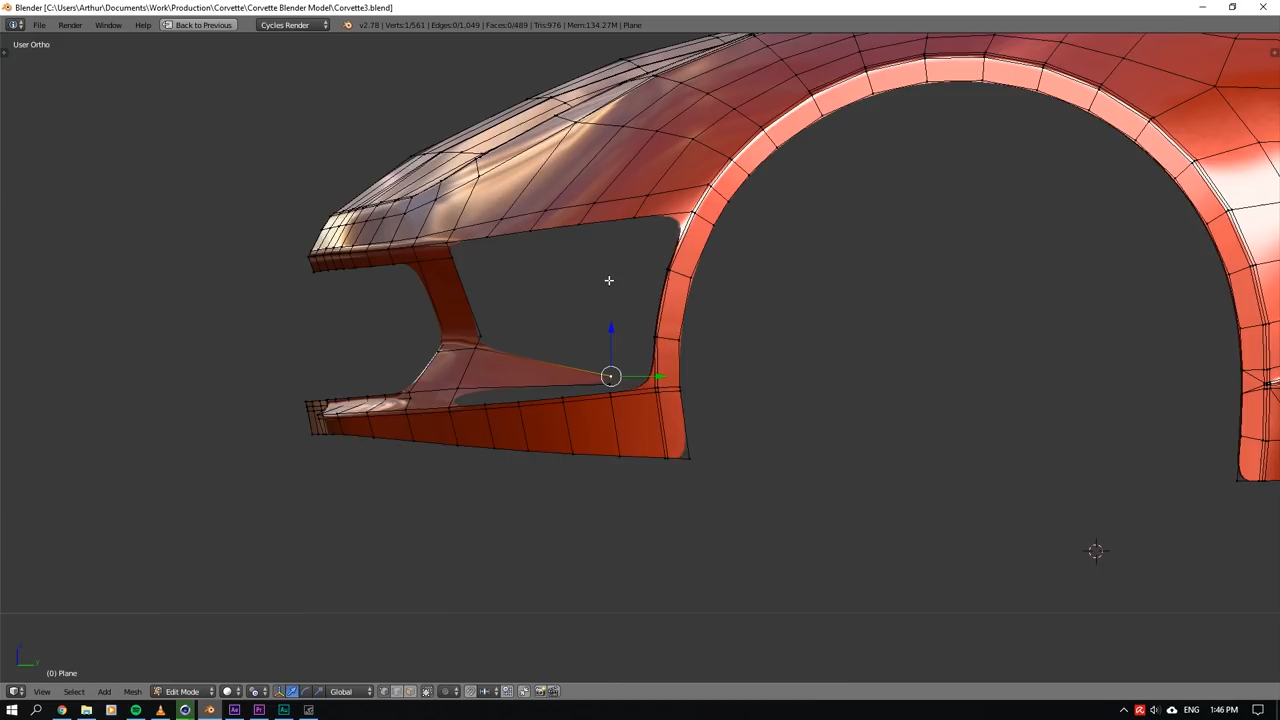 Blender [C:\Users\Arthur\Documents\Work\Production\Corvette\Corvette Blender Model\Corvette3.blend]
File Render Window Help Back to Previous Cycles Render v2.78 | Verts:1/561 | Edges:0/1,049 | Faces:0/489 | Tris:976 | Mem:134.27M | Plane
User Ortho
(0) Plane
View Select Add Mesh Edit Mode Global
ENG 1:46 PM